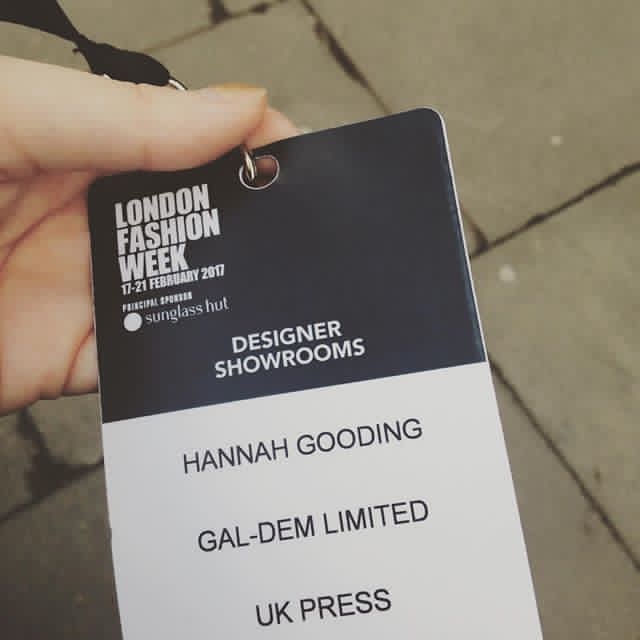 LONDON
FASHION
WEEK
17-21 FEBRUARY 2017
PRINCIPAL SPONSOR
sunglass hut
DESIGNER
SHOWROOMS
HANNAH GOODING
GAL-DEM LIMITED
UK PRESS